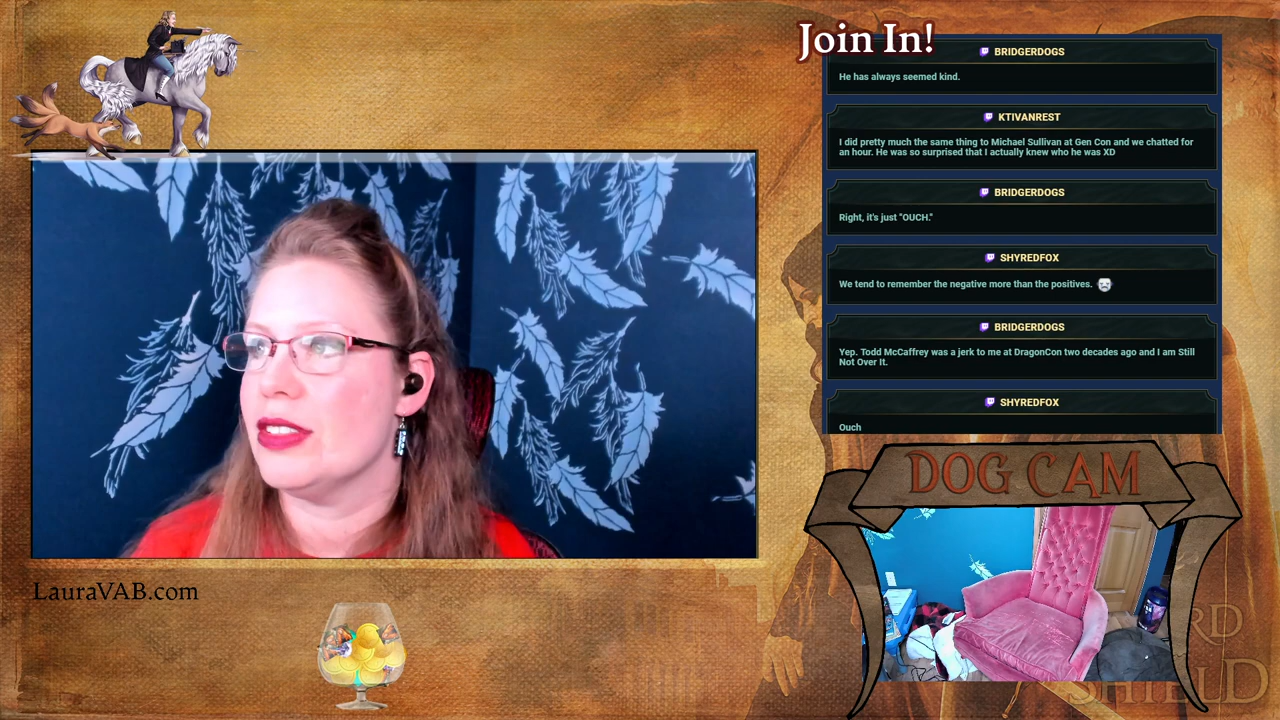 Join In!
BRIDGERDOGS
He has always seemed kind.
KTIVANREST
I did pretty much the same thing to Michael Sullivan at Gen Con and we chatted for
an hour. He was so surprised that I actually knew who he was XD
BRIDGERDOGS
Right, it's just "OUCH."
SHYREDFOX
We tend to remember the negative more than the positives.
BRIDGERDOGS
Yep. Todd McCaffrey was a jerk to me at DragonCon two decades ago and I am Still
Not Over It.
SHYREDFOX
Ouch
DOG CAM
LauraVAB.com
SHIELD